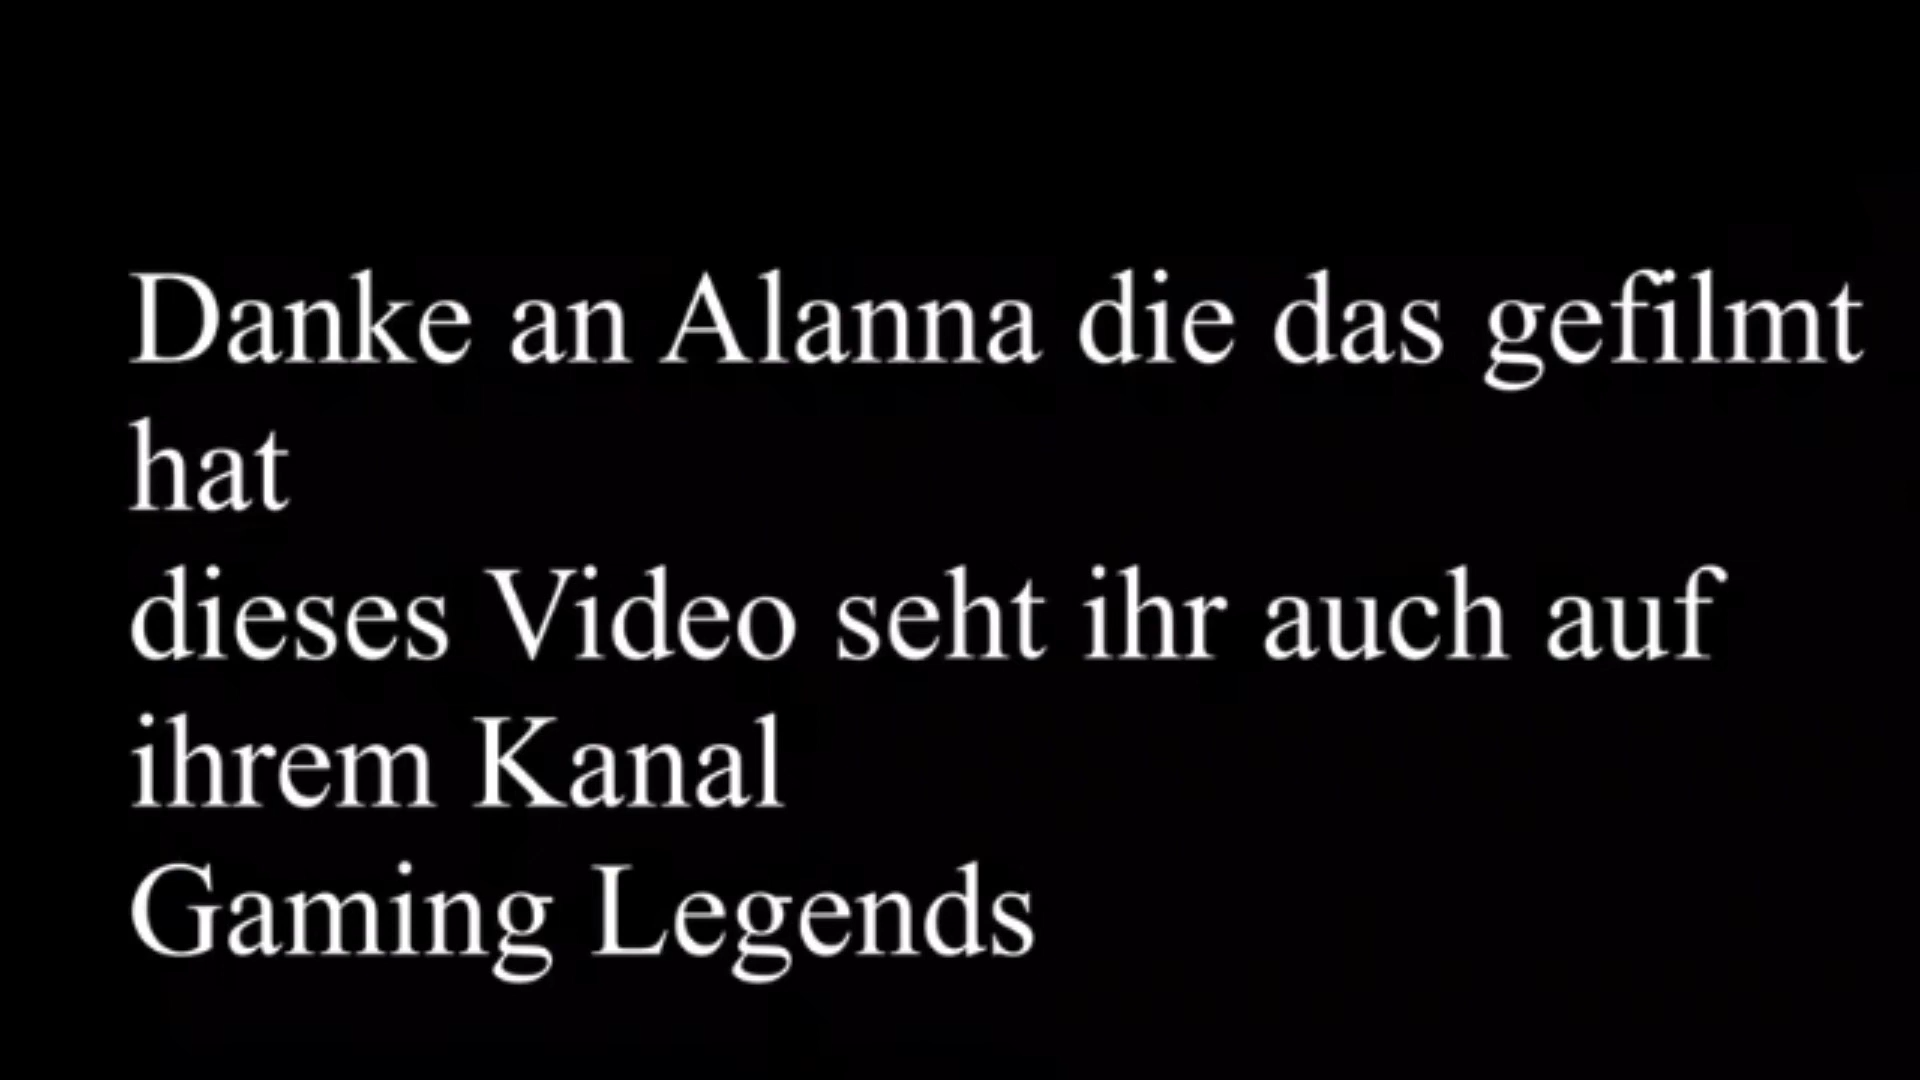 Danke an Alanna die das gefilmt
hat
dieses Video seht ihr auch auf
ihrem Kanal
Gaming Legends